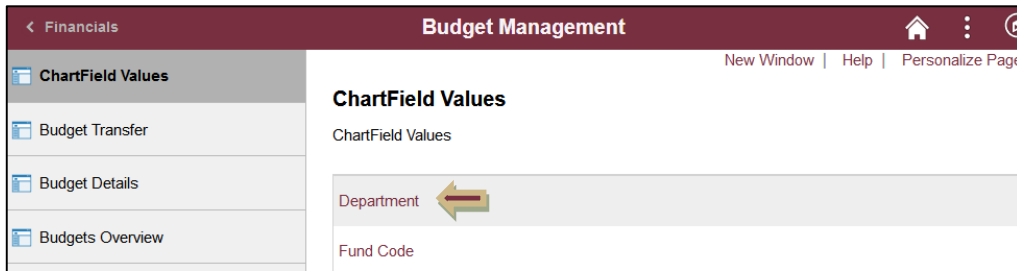 Financials
Budget Management
New Window | Help | Personalize Page
ChartField Values
Budget Transfer
Budget Details
Budgets Overview
ChartField Values
ChartField Values
Department
Fund Code